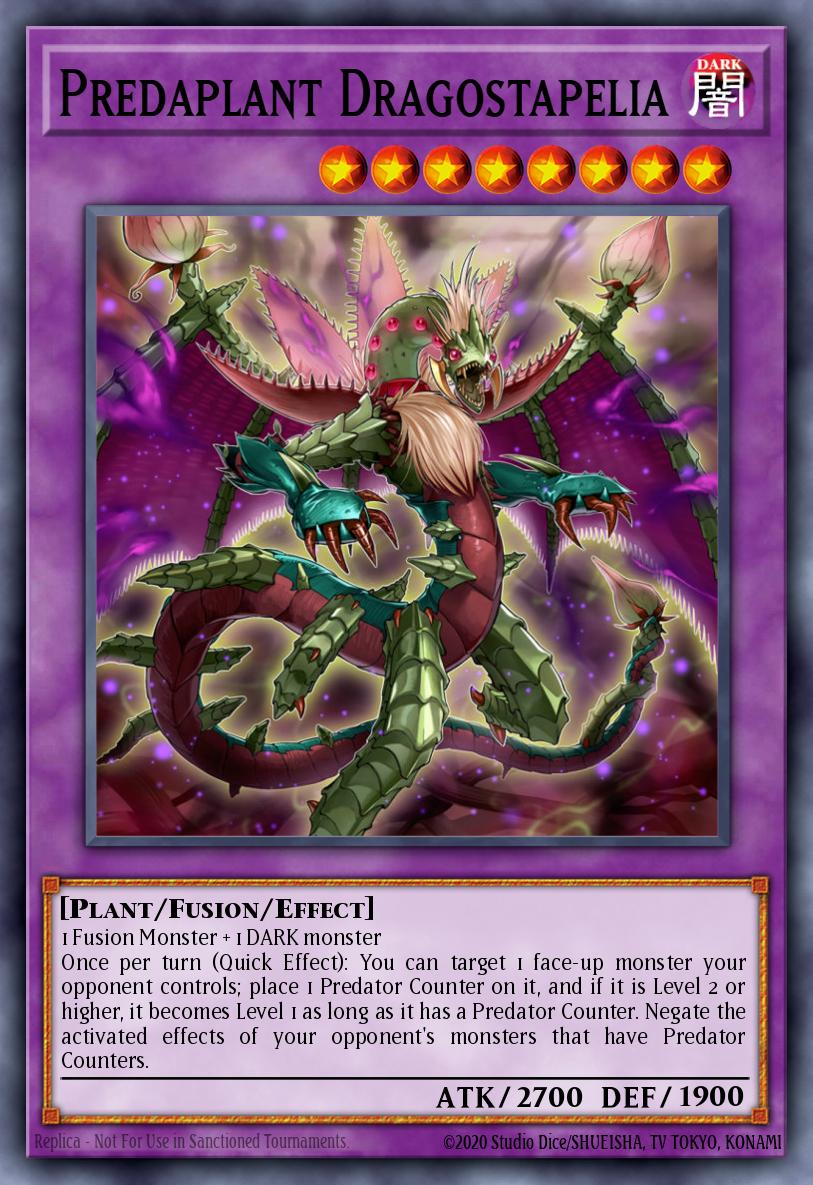 Predaplant Dragostapelia
DARK
闇
[Plant/Fusion/Effect]
1 Fusion Monster + 1 DARK monster
Once per turn (Quick Effect): You can target 1 face-up monster your
opponent controls; place 1 Predator Counter on it, and if it is Level 2 or
higher, it becomes Level 1 as long as it has a Predator Counter. Negate the
activated effects of your opponent's monsters that have Predator
Counters.
ATK/2700 DEF/1900
Replica - Not For Use in Sanctioned Tournaments.
©2020 Studio Dice/SHUEISHA, TV TOKYO, KONAMI